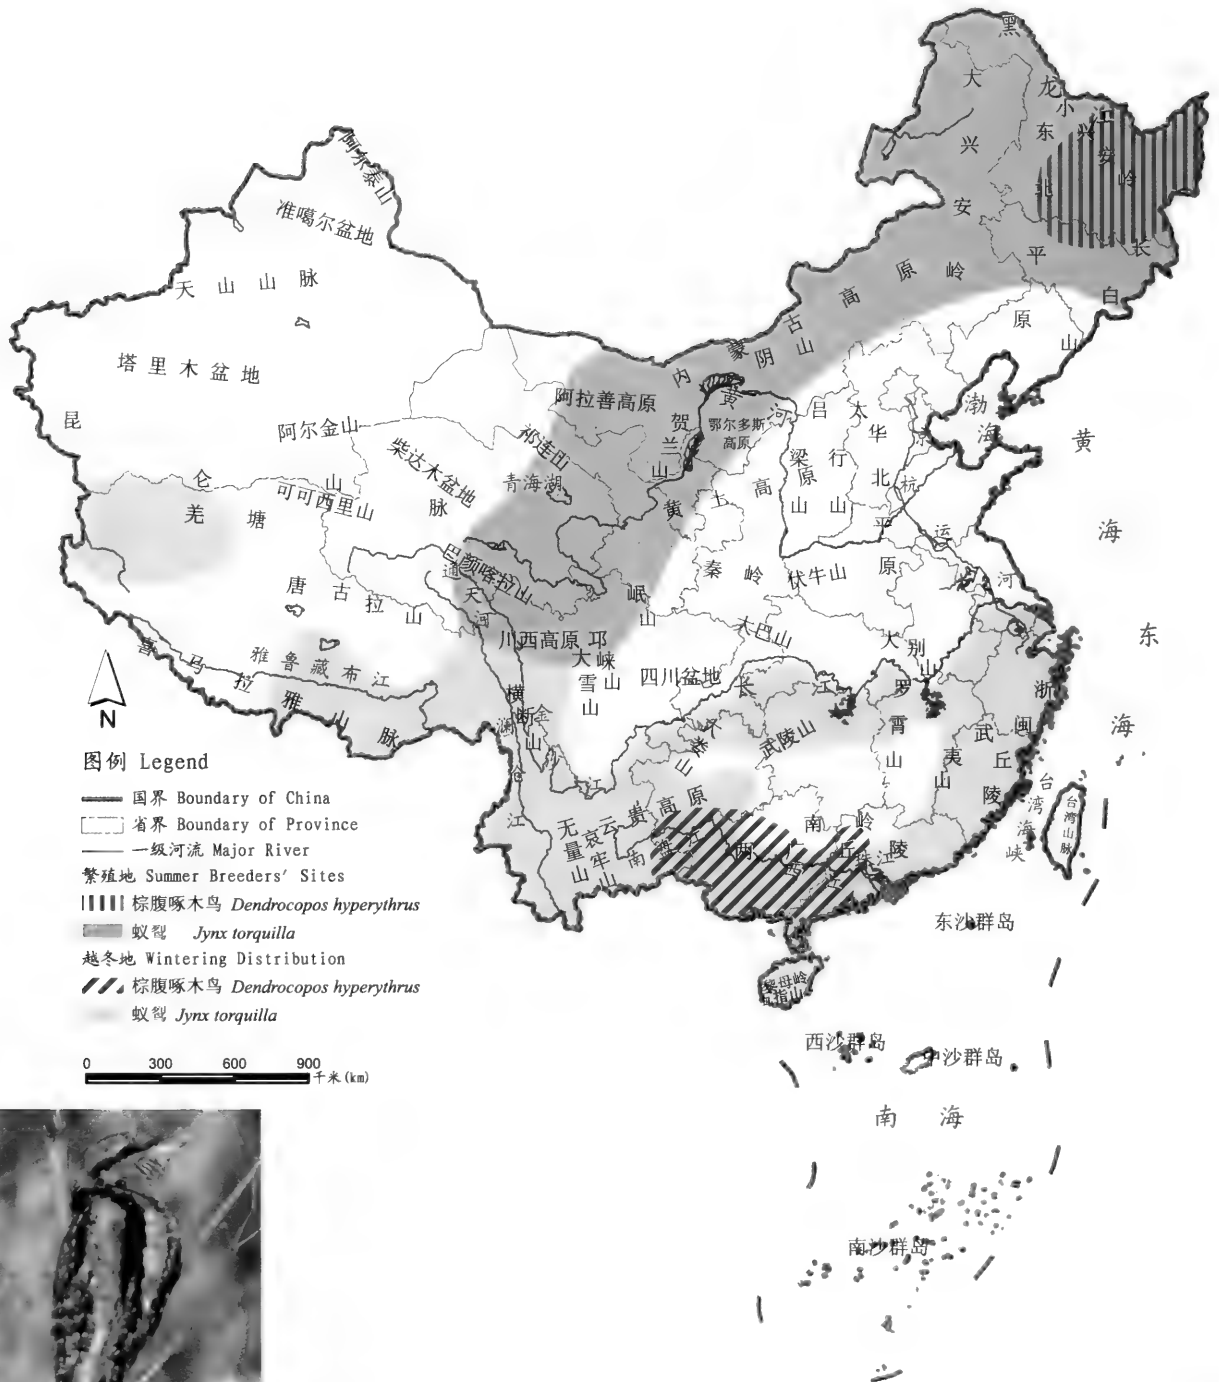 黑
龙
江
大
兴
安
岭
小
兴
安
岭
东
北
平
原
长
白
山
阿尔泰山
准噶尔盆地
天山山脉
塔里木盆地
内蒙古高原
阴山
阿拉善高原
贺兰山
黄河
鄂尔多斯
高原
吕梁山
太行山
华北平原
渤海
黄海
京杭运河
昆仑山脉
阿尔金山
祁连山
柴达木盆地
青海湖
可可西里山
羌塘
黄土高原
巴颜喀拉山
通天河
秦岭
伏牛山
岷山
唐古拉山
川西高原
邛崃山
大雪山
大巴山
大别山
四川盆地
长江
东海
喜马拉雅山脉
雅鲁藏布江
横断山
金
江
澜沧江
武陵山
罗霄山
武夷山
浙闽丘陵
N
无量山
哀牢山
云贵高原
南岭
南盘江
两广丘陵
西江
珠江
台湾海峡
台湾山脉
东沙群岛
黎母岭
五指山
西沙群岛
中沙群岛
南海
南沙群岛
图例 Legend
国界 Boundary of China
省界 Boundary of Province
一级河流 Major River
繁殖地 Summer Breeders' Sites
棕腹啄木鸟 Dendrocopos hyperythrus
蚁䴕 Jynx torquilla
越冬地 Wintering Distribution
棕腹啄木鸟 Dendrocopos hyperythrus
蚁䴕 Jynx torquilla
0 300 600 900
千米(km)